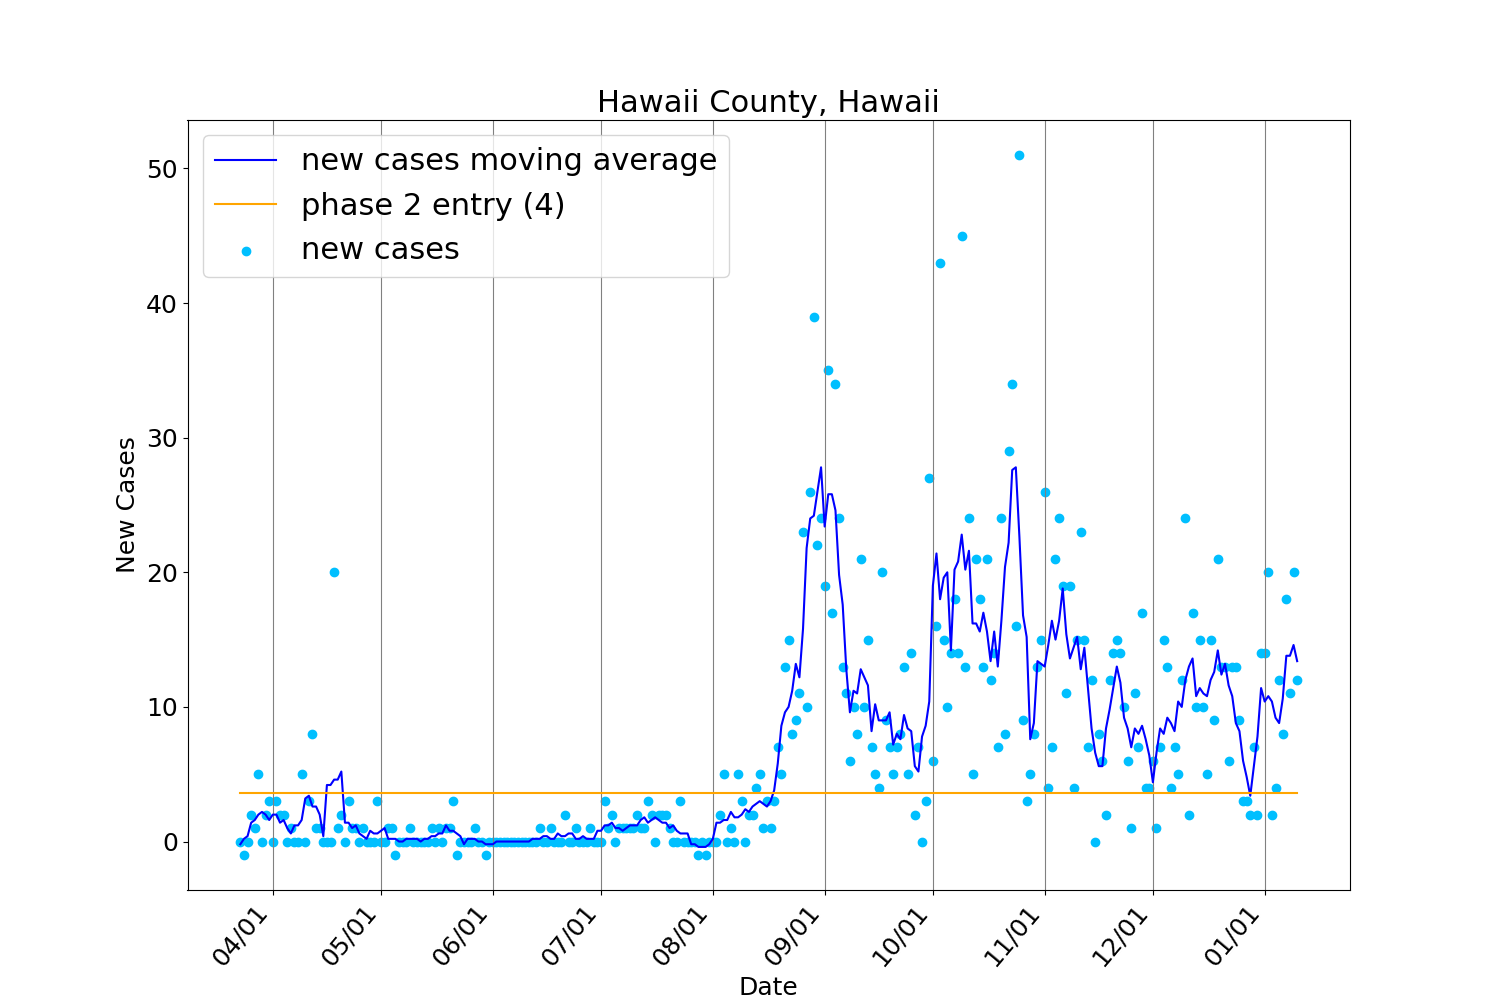 Hawaii County, Hawaii
new cases moving average
phase 2 entry (4)
new cases
50
40
30
20
10
0
New Cases
04/01
05/01
06/01
07/01
08/01
09/01
10/01
11/01
12/01
01/01
Date